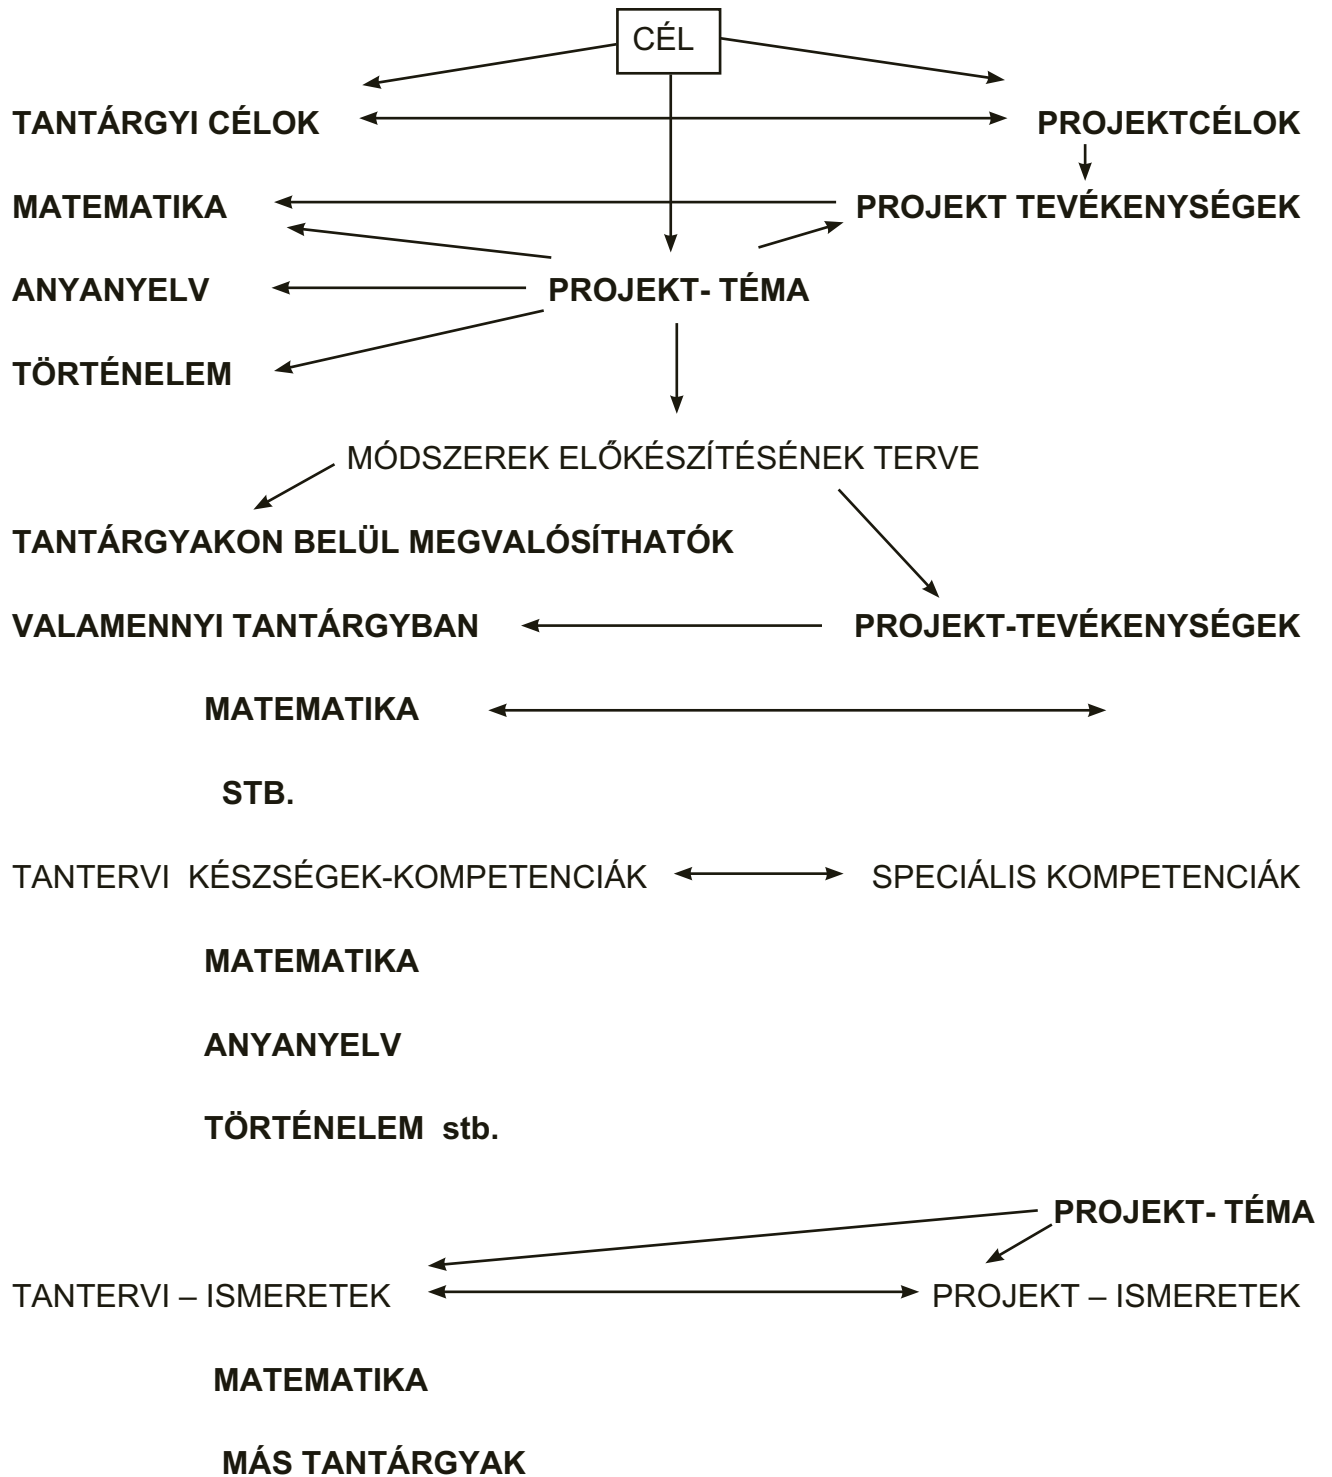 CÉL
TANTÁRGYI CÉLOK PROJEKTCÉLOK
MATEMATIKA PROJEKT TEVÉKENYSÉGEK
ANYANYELV PROJEKT- TÉMA
TÖRTÉNELEM
MÓDSZEREK ELŐKÉSZÍTÉSÉNEK TERVE
TANTÁRGYAKON BELÜL MEGVALÓSÍTHATÓK
VALAMENNYI TANTÁRGYBAN PROJEKT-TEVÉKENYSÉGEK
MATEMATIKA
STB.
TANTERVI KÉSZSÉGEK-KOMPETENCIÁK SPECIÁLIS KOMPETENCIÁK
MATEMATIKA
ANYANYELV
TÖRTÉNELEM stb.
PROJEKT- TÉMA
TANTERVI – ISMERETEK PROJEKT – ISMERETEK
MATEMATIKA
MÁS TANTÁRGYAK